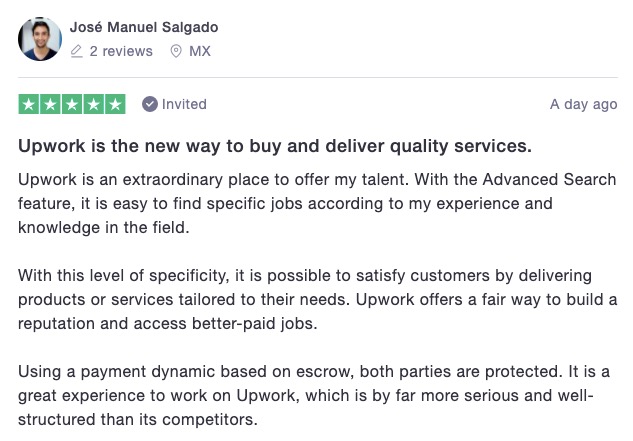 José Manuel Salgado
2 reviews MX
Invited
A day ago
Upwork is the new way to buy and deliver quality services.
Upwork is an extraordinary place to offer my talent. With the Advanced Search
feature, it is easy to find specific jobs according to my experience and
knowledge in the field.
With this level of specificity, it is possible to satisfy customers by delivering
products or services tailored to their needs. Upwork offers a fair way to build a
reputation and access better-paid jobs.
Using a payment dynamic based on escrow, both parties are protected. It is a
great experience to work on Upwork, which is by far more serious and well-
structured than its competitors.